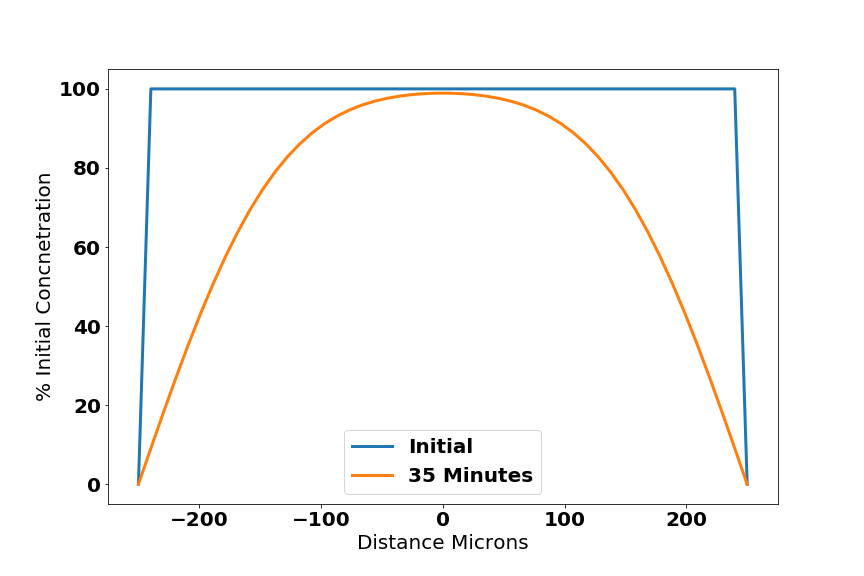 100
80
60
40
20
0
% Initial Concnetration
Initial
35 Minutes
−200 −100 0 100 200
Distance Microns